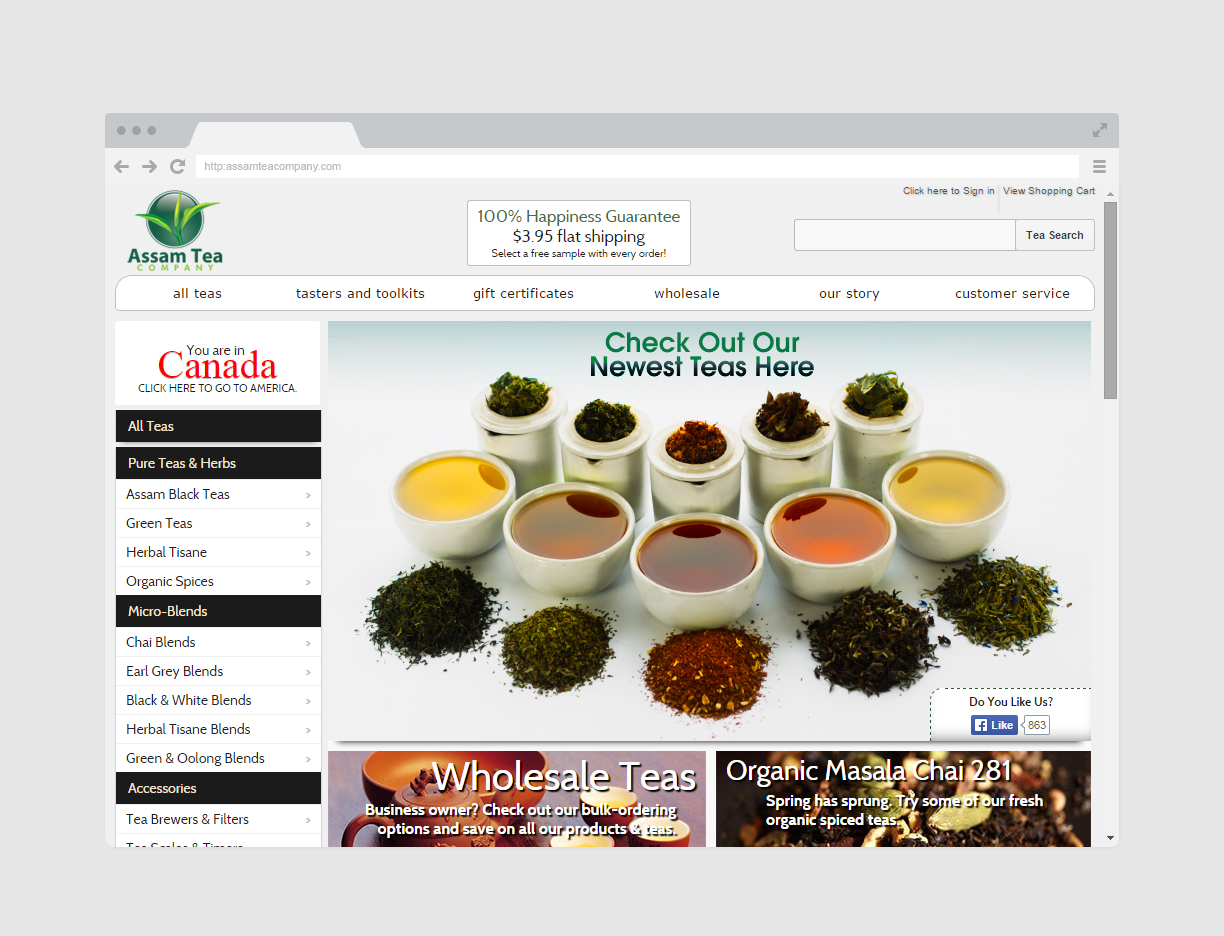 http:assamteacompany.com
Click here to Sign in
View Shopping Cart
Assam Tea
COMPANY
100% Happiness Guarantee
$3.95 flat shipping
Select a free sample with every order!
Tea Search
all teas
tasters and toolkits
gift certificates
wholesale
our story
customer service
You are in
Canada
CLICK HERE TO GO TO AMERICA.
All Teas
Pure Teas & Herbs
Assam Black Teas
Green Teas
Herbal Tisane
Organic Spices
Micro-Blends
Chai Blends
Earl Grey Blends
Black & White Blends
Herbal Tisane Blends
Green & Oolong Blends
Accessories
Tea Brewers & Filters
Tea Scales & Timers
Check Out Our
Newest Teas Here
Do You Like Us?
Like
863
Wholesale Teas
Business owner? Check out our bulk-ordering
options and save on all our products & teas.
Organic Masala Chai 281
Spring has sprung. Try some of our fresh
organic spiced teas.